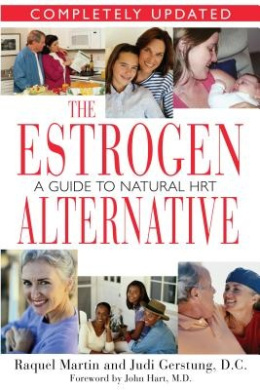 COMPLETELY UPDATED
THE
ESTROGEN
A GUIDE TO NATURAL HRT
ALTERNATIVE
Raquel Martin and Judi Gerstung, D.C.
Foreword by John Hart, M.D.